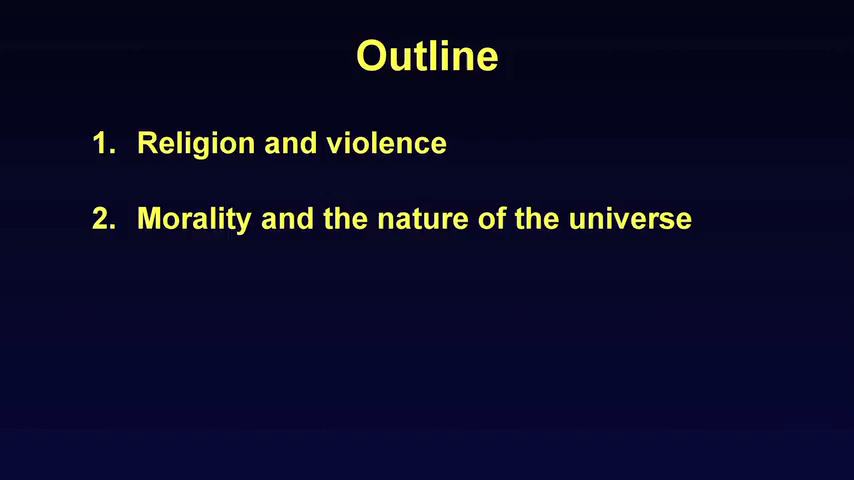 Outline
1. Religion and violence
2. Morality and the nature of the universe